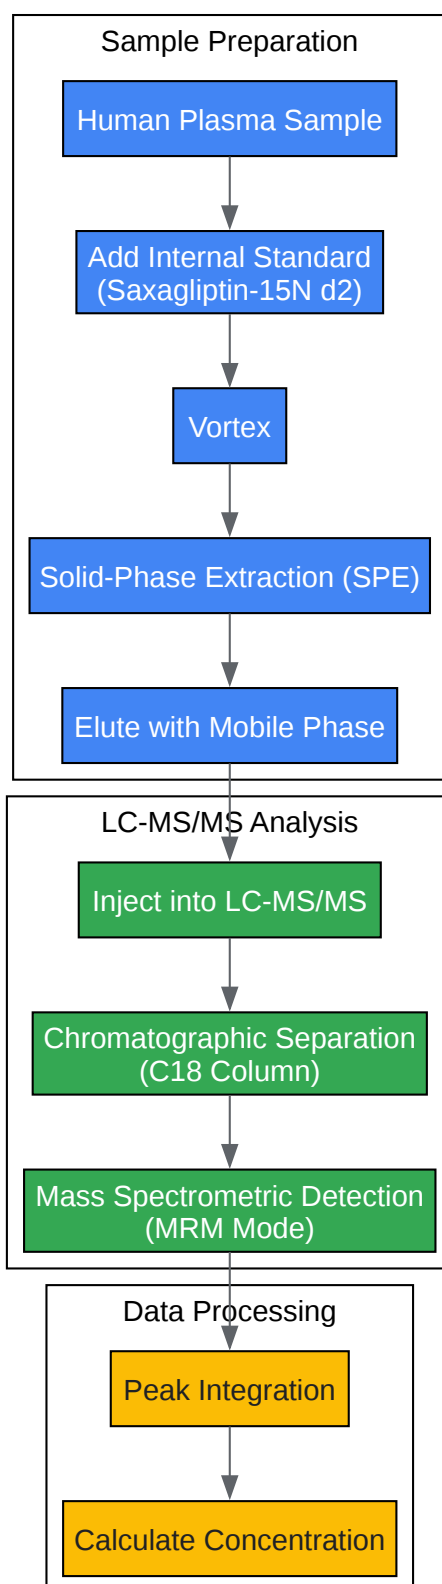 Sample Preparation
Human Plasma Sample
Add Internal Standard
(Saxagliptin-15N d2)
Vortex
Solid-Phase Extraction (SPE)
Elute with Mobile Phase
LC-MS/MS Analysis
Inject into LC-MS/MS
Chromatographic Separation
(C18 Column)
Mass Spectrometric Detection
(MRM Mode)
Data Processing
Peak Integration
Calculate Concentration